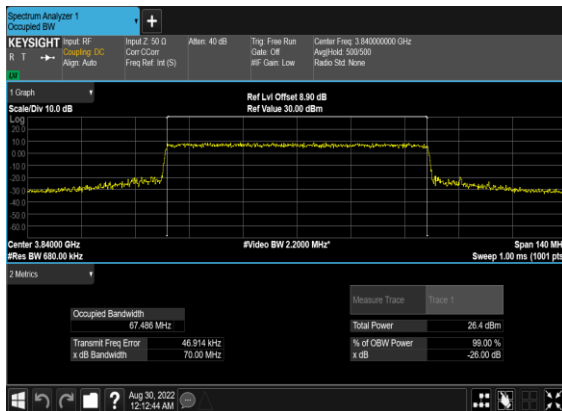 Spectrum Analyzer 1
Occupied BW
KEYSIGHT
R T
Input: RF
Coupling: DC
Align: Auto
Input Z: 50 Ω
Corr CCorr
Freq Ref: Int (S)
Atten: 40 dB
Trig: Free Run
Gate: Off
#IF Gain: Low
Center Freq: 3.840000000 GHz
Avg|Hold: 500/500
Radio Std: None
1 Graph
Scale/Div 10.0 dB
Ref Lvl Offset 8.90 dB
Ref Value 30.00 dBm
Log
20.0
10.0
0.00
-10.0
-20.0
-30.0
-40.0
-50.0
-60.0
Center 3.84000 GHz
#Res BW 680.00 kHz
#Video BW 2.2000 MHz*
Span 140 MH
Sweep 1.00 ms (1001 pts
2 Metrics
Measure Trace
Trace 1
Occupied Bandwidth
67.486 MHz
Total Power
26.4 dBm
Transmit Freq Error
46.914 kHz
% of OBW Power
99.00 %
x dB Bandwidth
70.00 MHz
x dB
-26.00 dB
?
Aug 30, 2022
12:12:44 AM